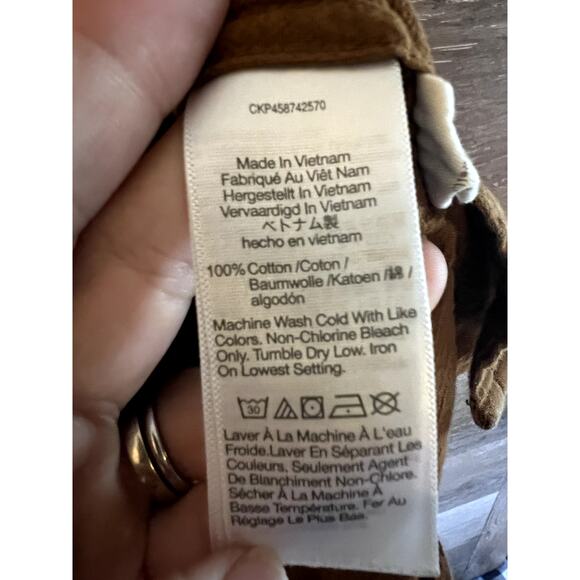 CKP458742570
Made In Vietnam
Fabriqué Au Viêt Nam
Hergestellt In Vietnam
Vervaardigd In Vietnam
ベトナム製
hecho en vietnam
100% Cotton /Coton /
Baumwolle /Katoen /綿 /
algodón
Machine Wash Cold With Like
Colors. Non-Chlorine Bleach
Only. Tumble Dry Low. Iron
On Lowest Setting.
30
Laver À La Machine À L'eau
Froide.Laver En Séparant Les
Couleurs, Seulement Agent
De Blanchiment Non-Chlore.
Sécher À La Machine À
Basse Température. Fer Au
Réglage Le Plus Bas.